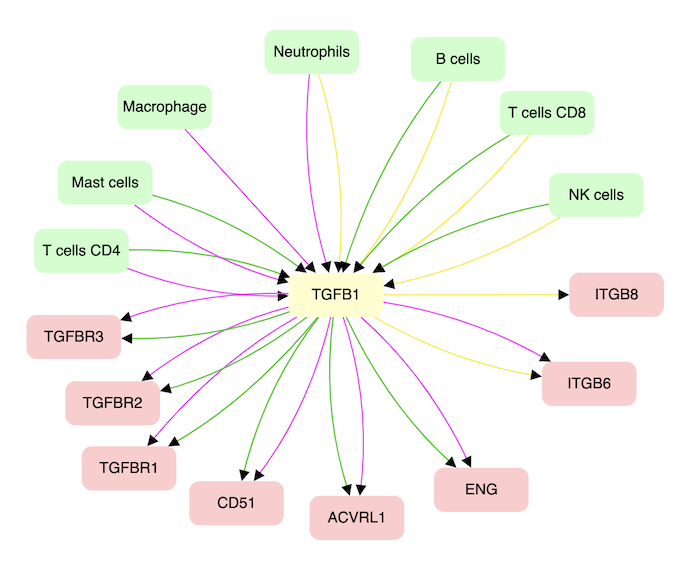 Neutrophils
B cells
Macrophage
T cells CD8
Mast cells
NK cells
T cells CD4
TGFB1
ITGB8
TGFBR3
ITGB6
TGFBR2
TGFBR1
ENG
CD51
ACVRL1